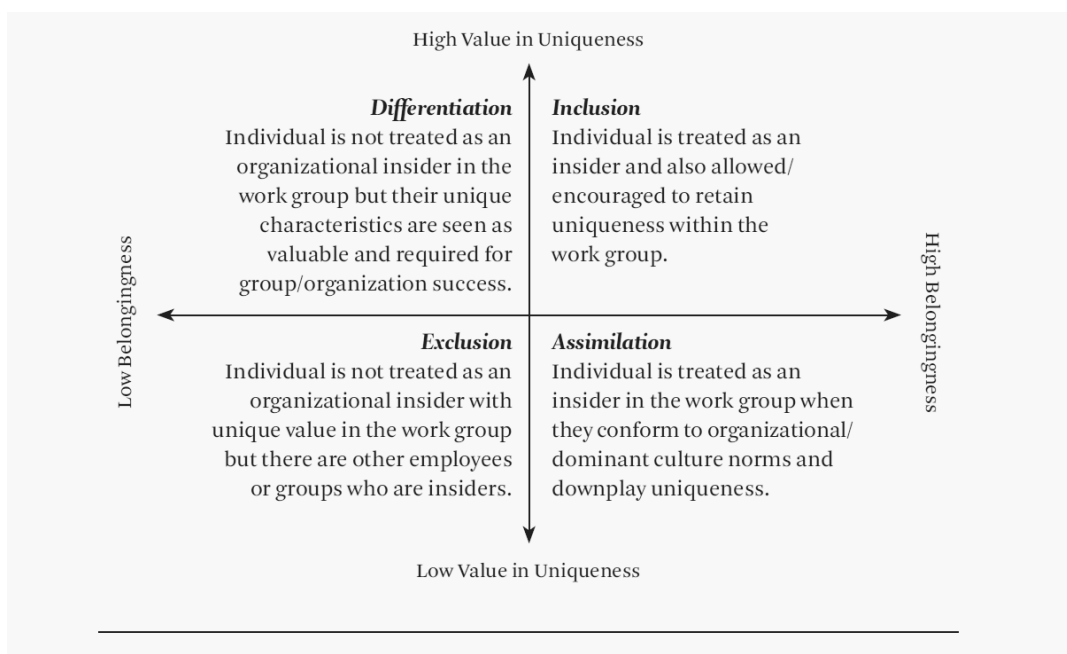 High Value in Uniqueness
Differentiation
Individual is not treated as an
organizational insider in the
work group but their unique
characteristics are seen as
valuable and required for
group/organization success.
Inclusion
Individual is treated as an
insider and also allowed/
encouraged to retain
uniqueness within the
work group.
Low Belongingness
High Belongingness
Exclusion
Individual is not treated as an
organizational insider with
unique value in the work group
but there are other employees
or groups who are insiders.
Assimilation
Individual is treated as an
insider in the work group when
they conform to organizational/
dominant culture norms and
downplay uniqueness.
Low Value in Uniqueness